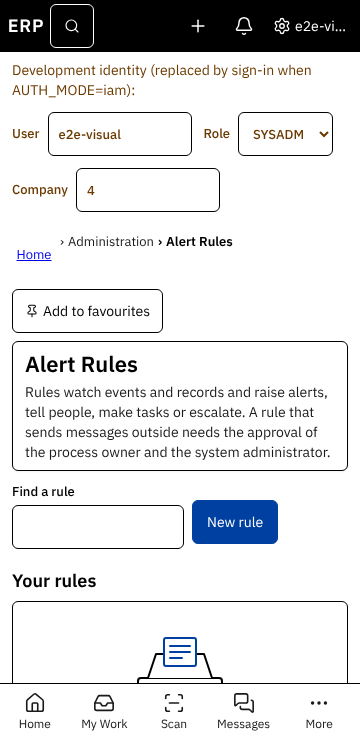 ERP
e2e-vi...
Development identity (replaced by sign-in when
AUTH_MODE=iam):
User e2e-visual Role SYSADM
Company 4
Home › Administration › Alert Rules
Add to favourites
Alert Rules
Rules watch events and records and raise alerts,
tell people, make tasks or escalate. A rule that
sends messages outside needs the approval of
the process owner and the system administrator.
Find a rule
New rule
Your rules
Home My Work Scan Messages More